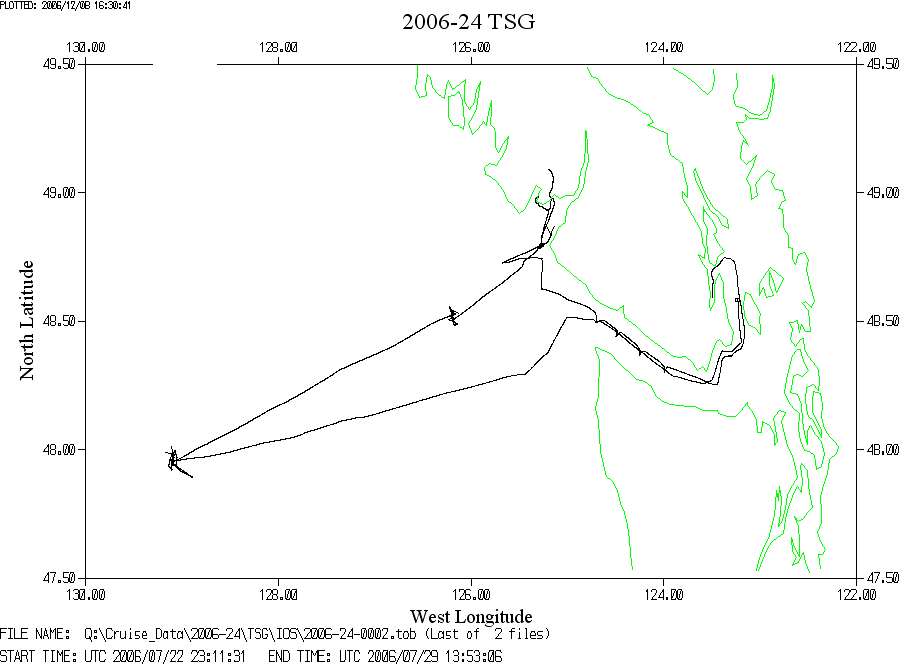 PLOTTED: 2006/12/08 16:30:41
2006-24 TSG
130.00 128.00 126.00 124.00 122.00
49.50 49.50
49.00 49.00
48.50 48.50
48.00 48.00
47.50 47.50
North Latitude
130.00 128.00 126.00 124.00 122.00
West Longitude
FILE NAME: Q:\Cruise_Data\2006-24\TSG\IOS\2006-24-0002.tob (Last of 2 files)
START TIME: UTC 2006/07/22 23:11:31 END TIME: UTC 2006/07/29 13:53:06